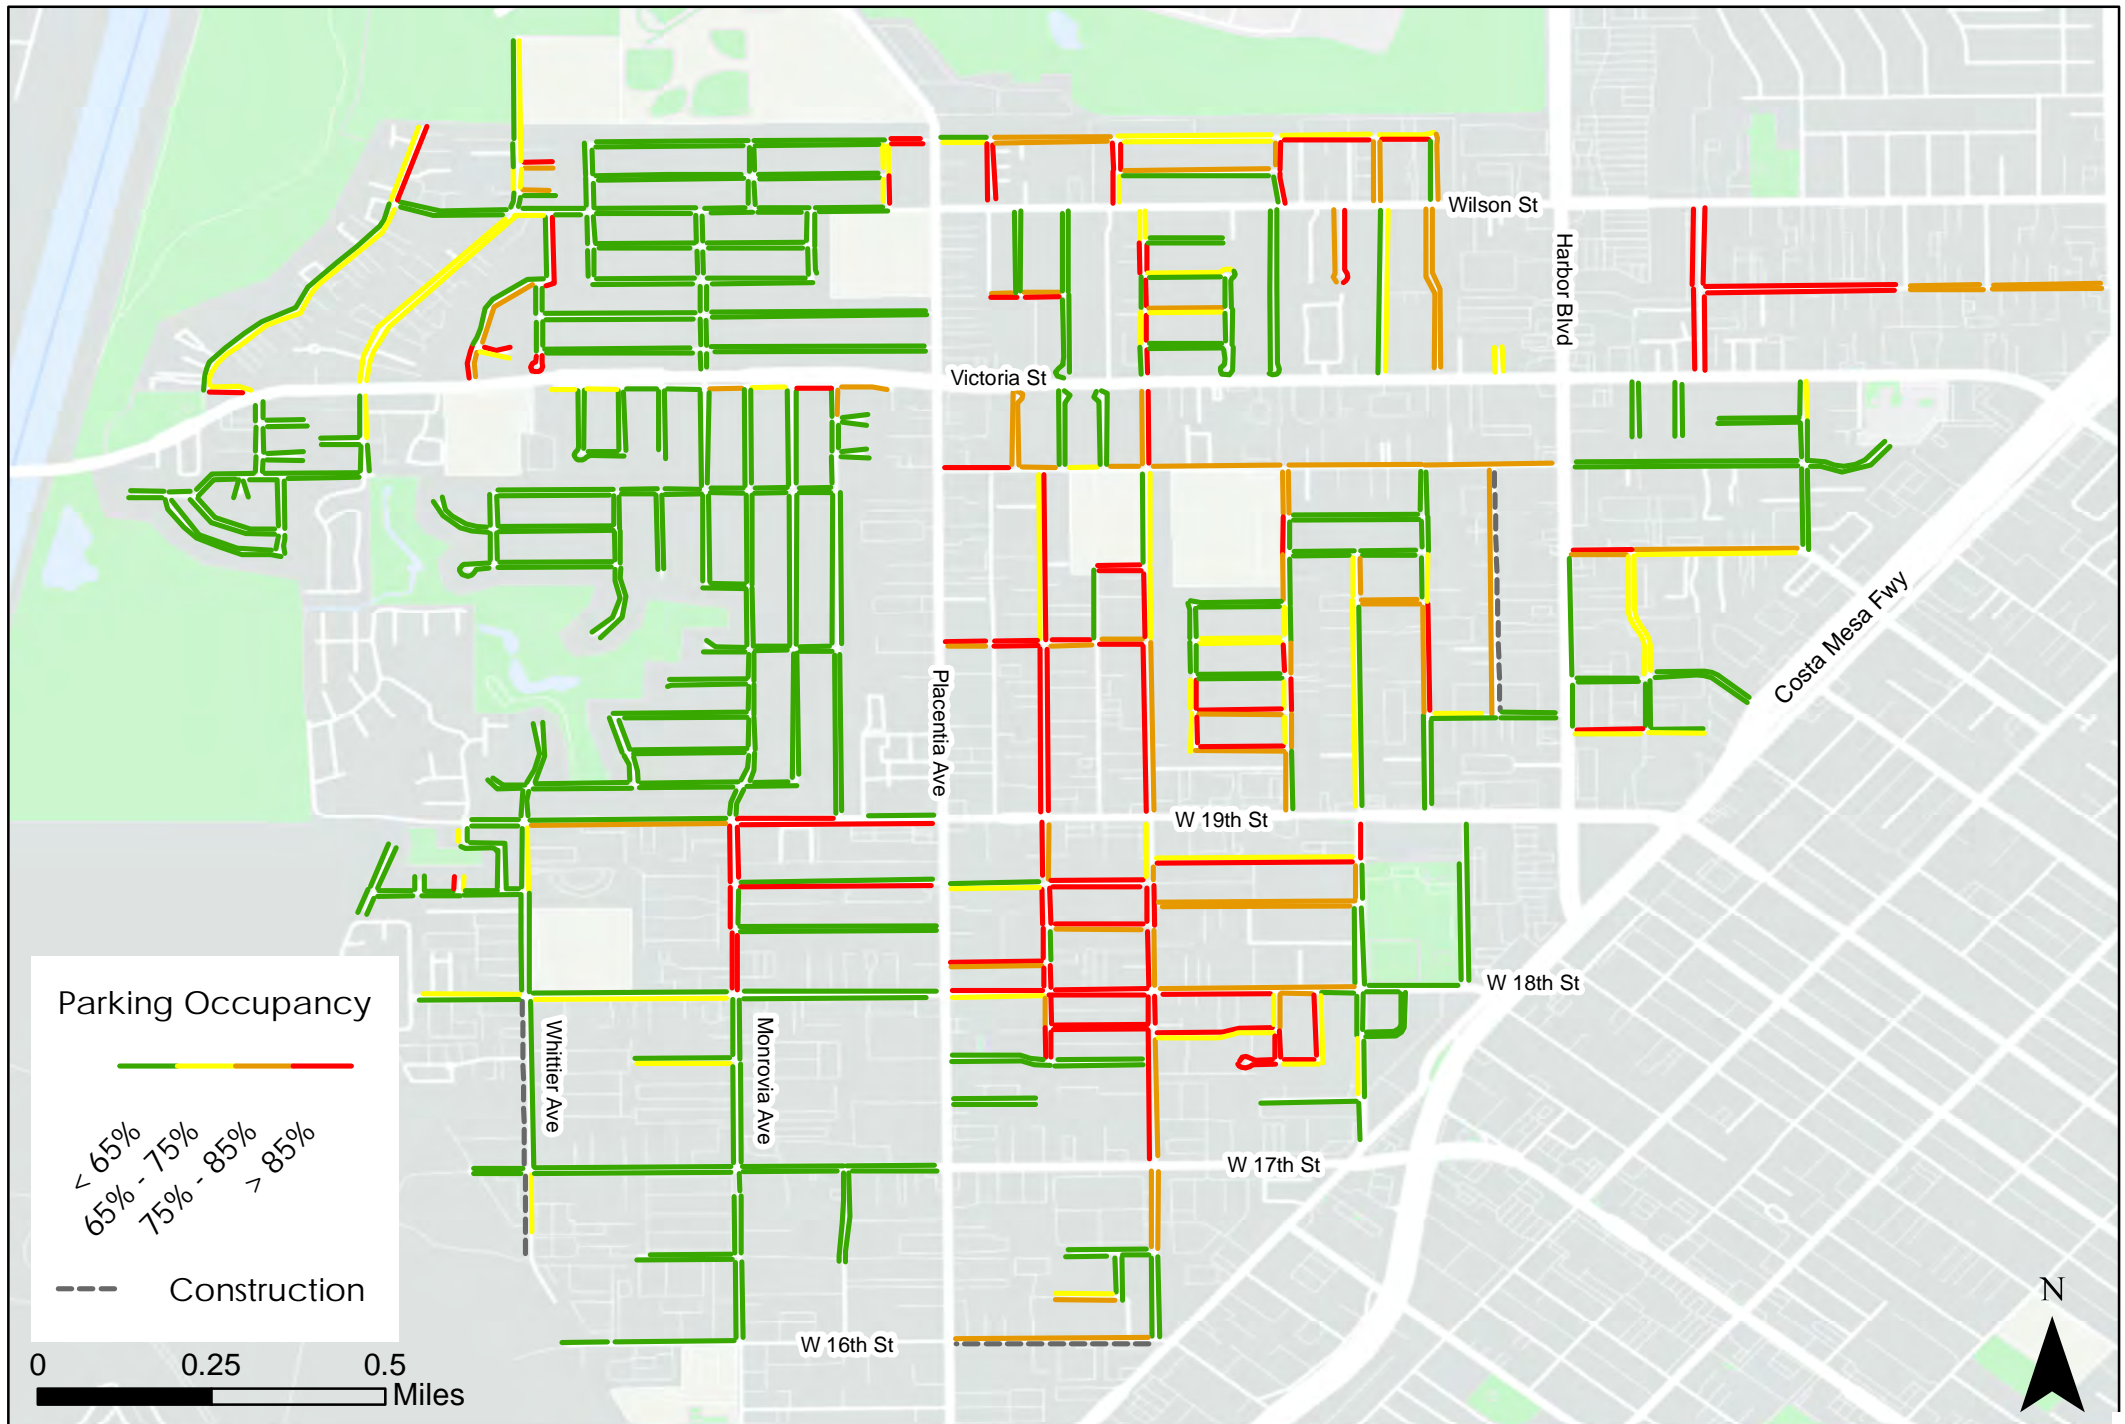 Wilson St
Harbor Blvd
Victoria St
Costa Mesa Fwy
Placentia Ave
W 19th St
W 18th St
Parking Occupancy
< 65%
65% - 75%
75% - 85%
> 85%
Construction
Whittier Ave
Monrovia Ave
W 17th St
W 16th St
N
0 0.25 0.5
Miles